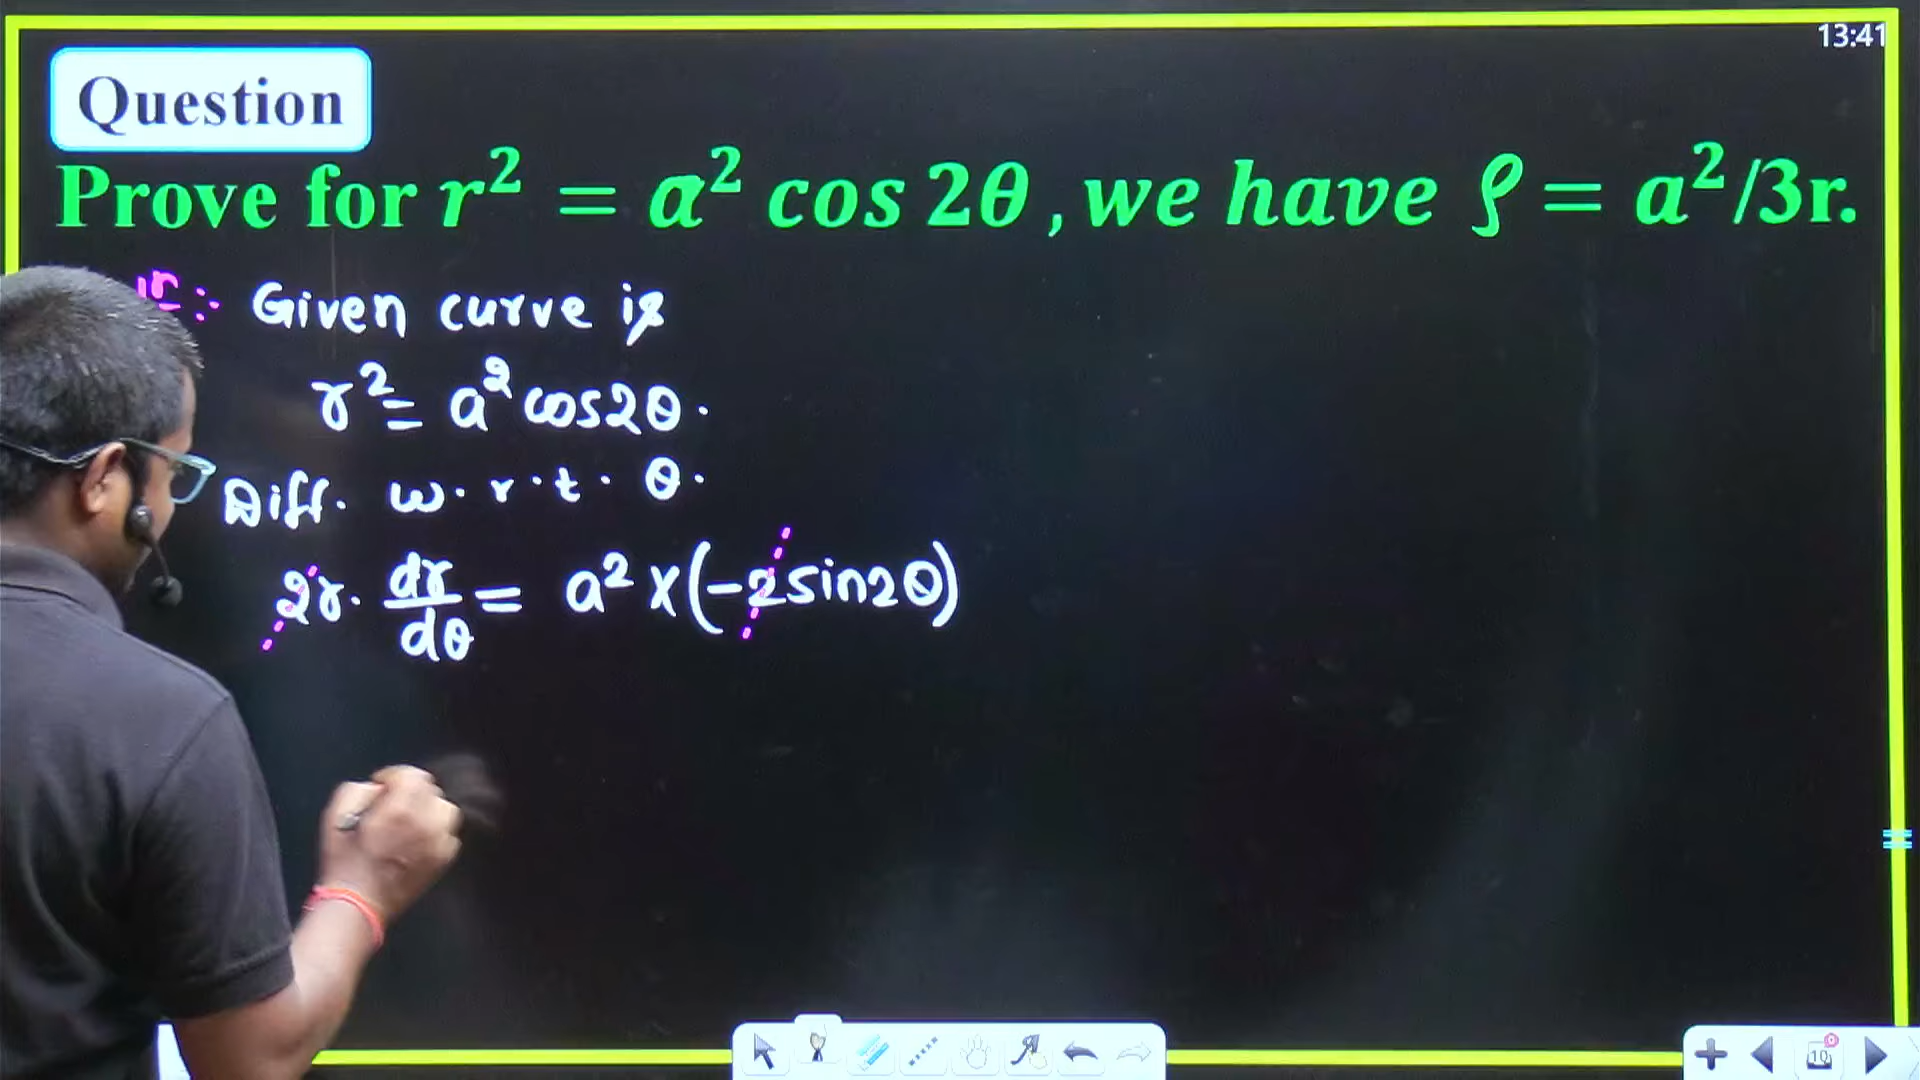 13:41
Question
Prove for r² = a² cos 2θ , we have ϱ = a²/3r.
Given curve is
r² = a² cos2θ.
Diff. w.r.t. θ.
2r. dr/dθ = a² × (-2sin2θ)
10